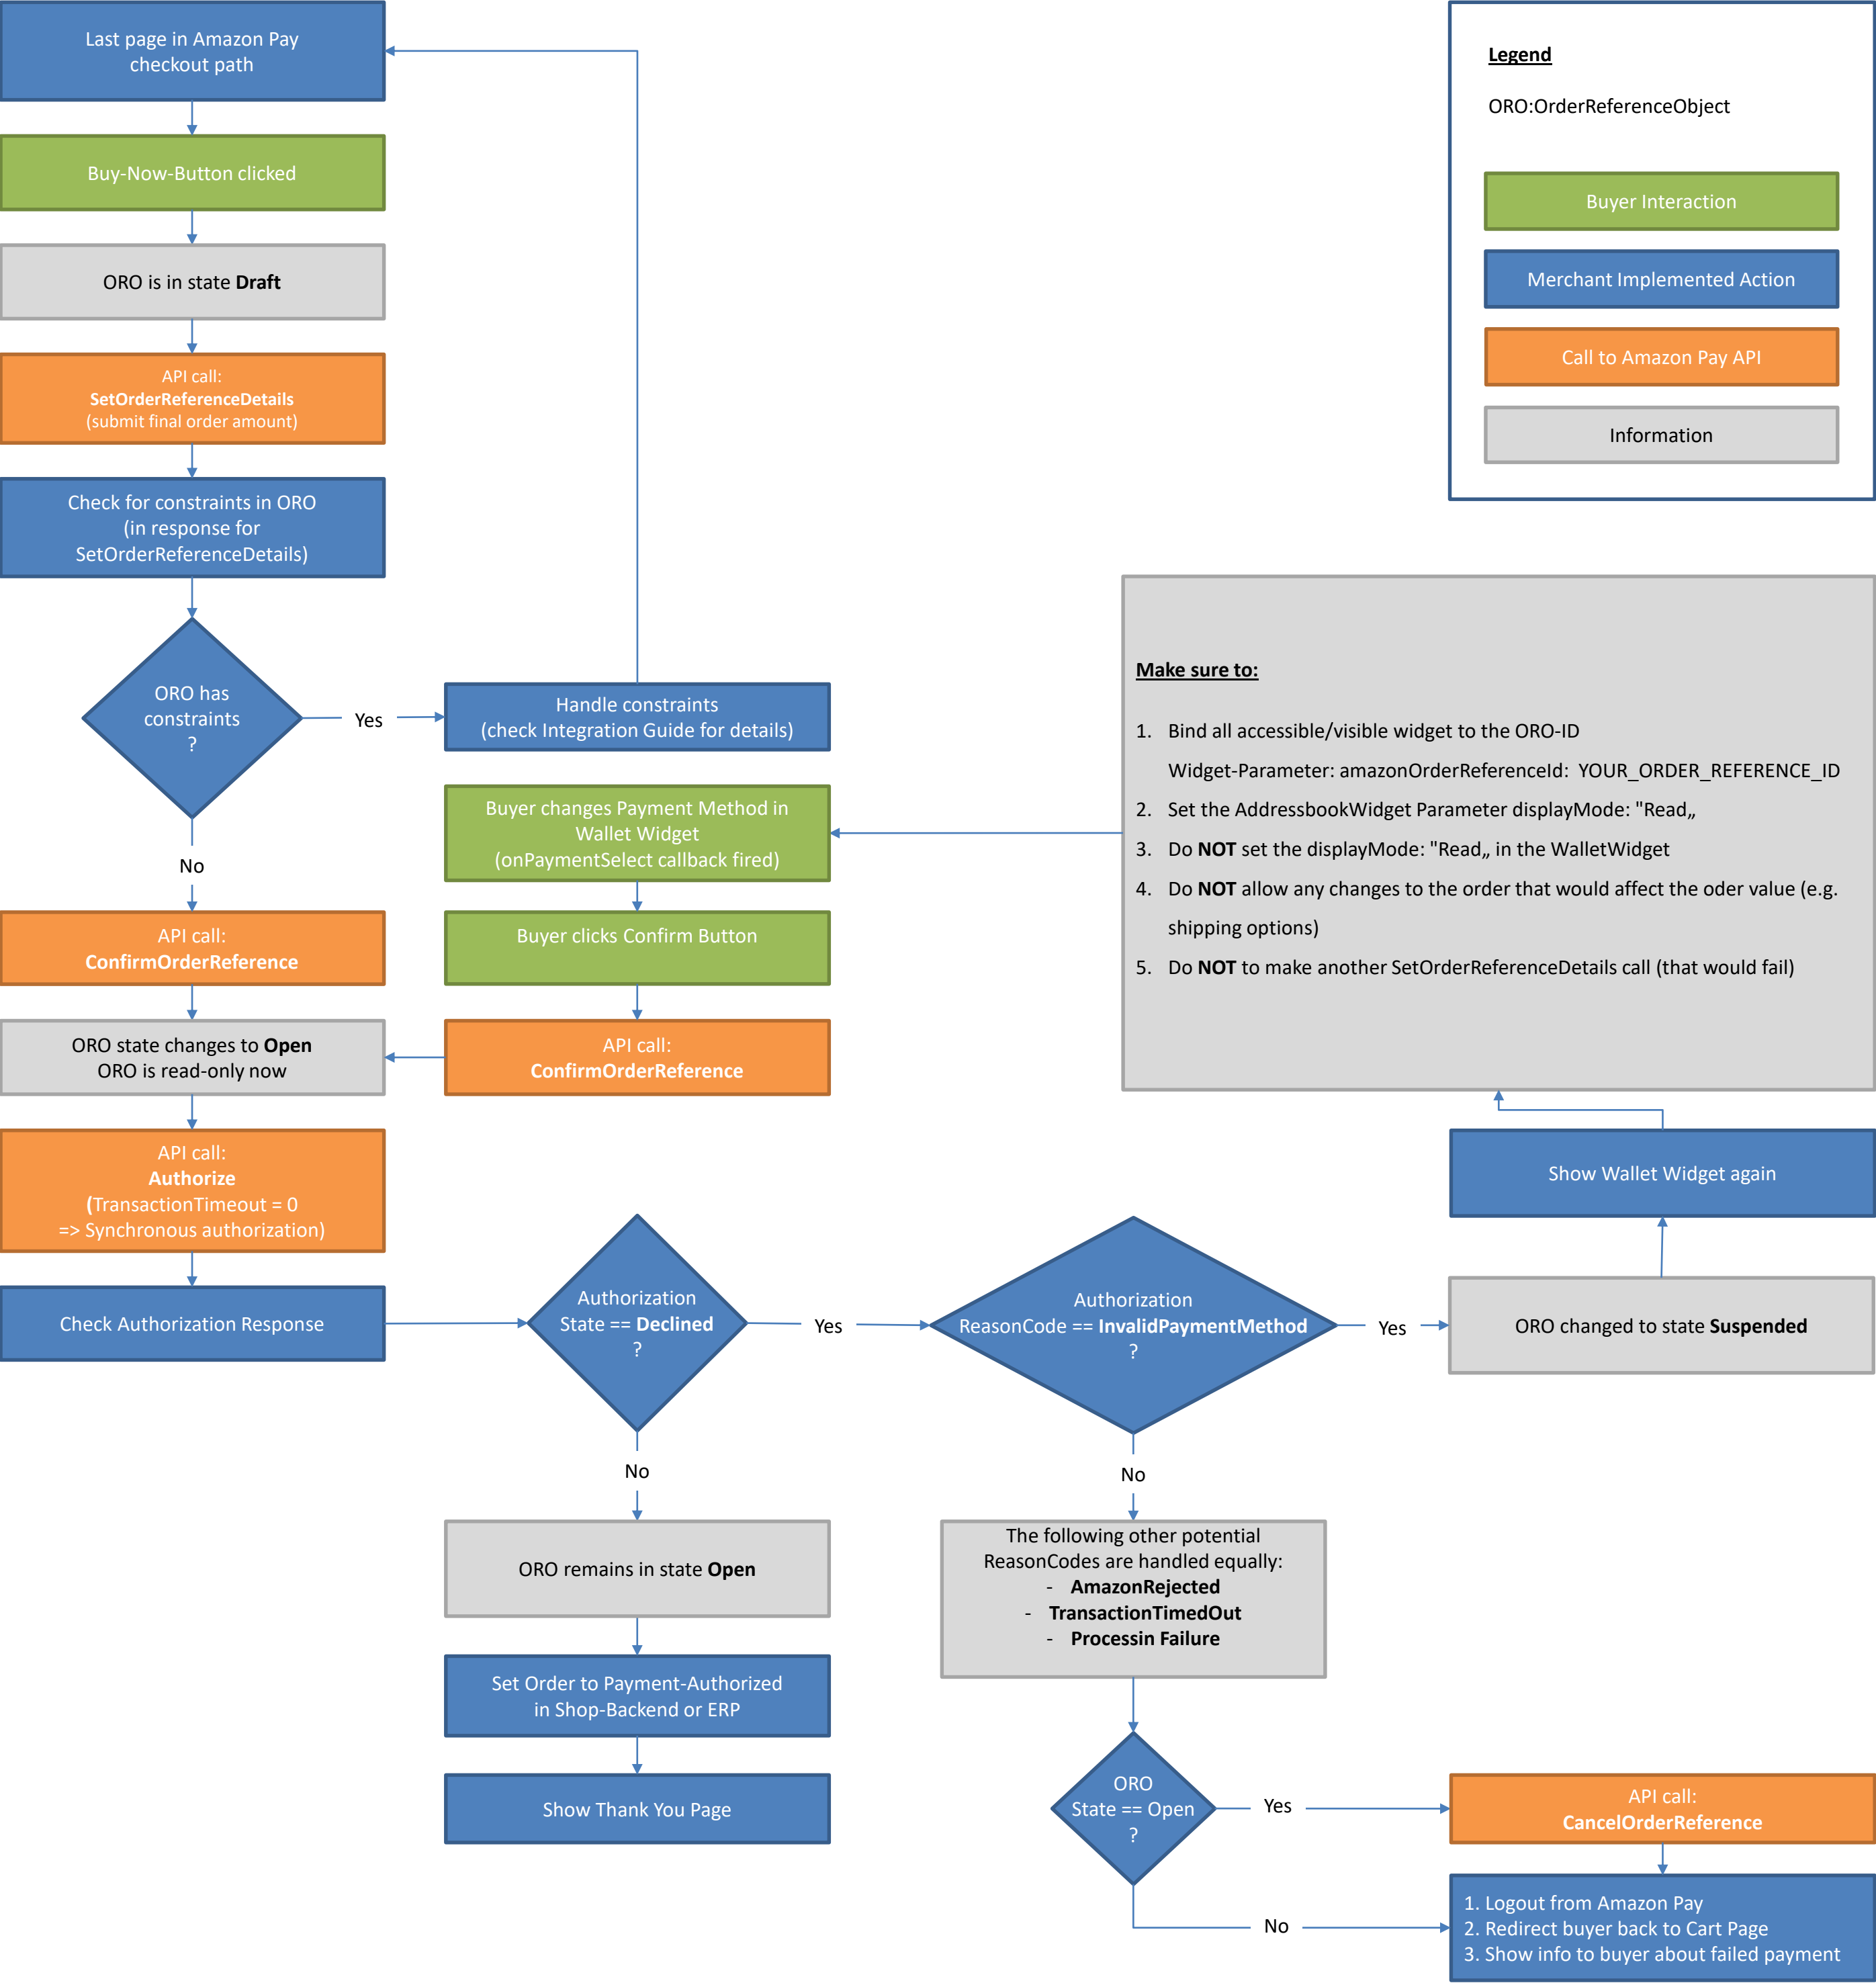 Last page in Amazon Pay
checkout path
Buy-Now-Button clicked
ORO is in state Draft
API call:
SetOrderReferenceDetails
(submit final order amount)
Check for constraints in ORO
(in response for
SetOrderReferenceDetails)
ORO has
constraints
?
Yes
Handle constraints
(check Integration Guide for details)
No
Buyer changes Payment Method in
Wallet Widget
(onPaymentSelect callback fired)
Buyer clicks Confirm Button
API call:
ConfirmOrderReference
API call:
ConfirmOrderReference
ORO state changes to Open
ORO is read-only now
API call:
Authorize
(TransactionTimeout = 0
=> Synchronous authorization)
Check Authorization Response
Authorization
State == Declined
?
Yes
Authorization
ReasonCode == InvalidPaymentMethod
?
Yes
ORO changed to state Suspended
Show Wallet Widget again
Make sure to:
1. Bind all accessible/visible widget to the ORO-ID
Widget-Parameter: amazonOrderReferenceId: YOUR_ORDER_REFERENCE_ID
2. Set the AddressbookWidget Parameter displayMode: "Read„
3. Do NOT set the displayMode: "Read„ in the WalletWidget
4. Do NOT allow any changes to the order that would affect the oder value (e.g.
shipping options)
5. Do NOT to make another SetOrderReferenceDetails call (that would fail)
No
ORO remains in state Open
Set Order to Payment-Authorized
in Shop-Backend or ERP
Show Thank You Page
No
The following other potential
ReasonCodes are handled equally:
- AmazonRejected
- TransactionTimedOut
- Processin Failure
ORO
State == Open
?
Yes
API call:
CancelOrderReference
No
1. Logout from Amazon Pay
2. Redirect buyer back to Cart Page
3. Show info to buyer about failed payment
Legend
ORO:OrderReferenceObject
Buyer Interaction
Merchant Implemented Action
Call to Amazon Pay API
Information